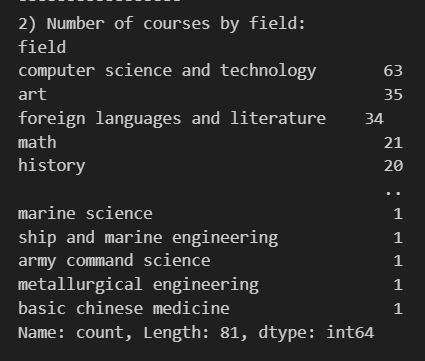 2) Number of courses by field:
field
computer science and technology 63
art 35
foreign languages and literature 34
math 21
history 20
..
marine science 1
ship and marine engineering 1
army command science 1
metallurgical engineering 1
basic chinese medicine 1
Name: count, Length: 81, dtype: int64